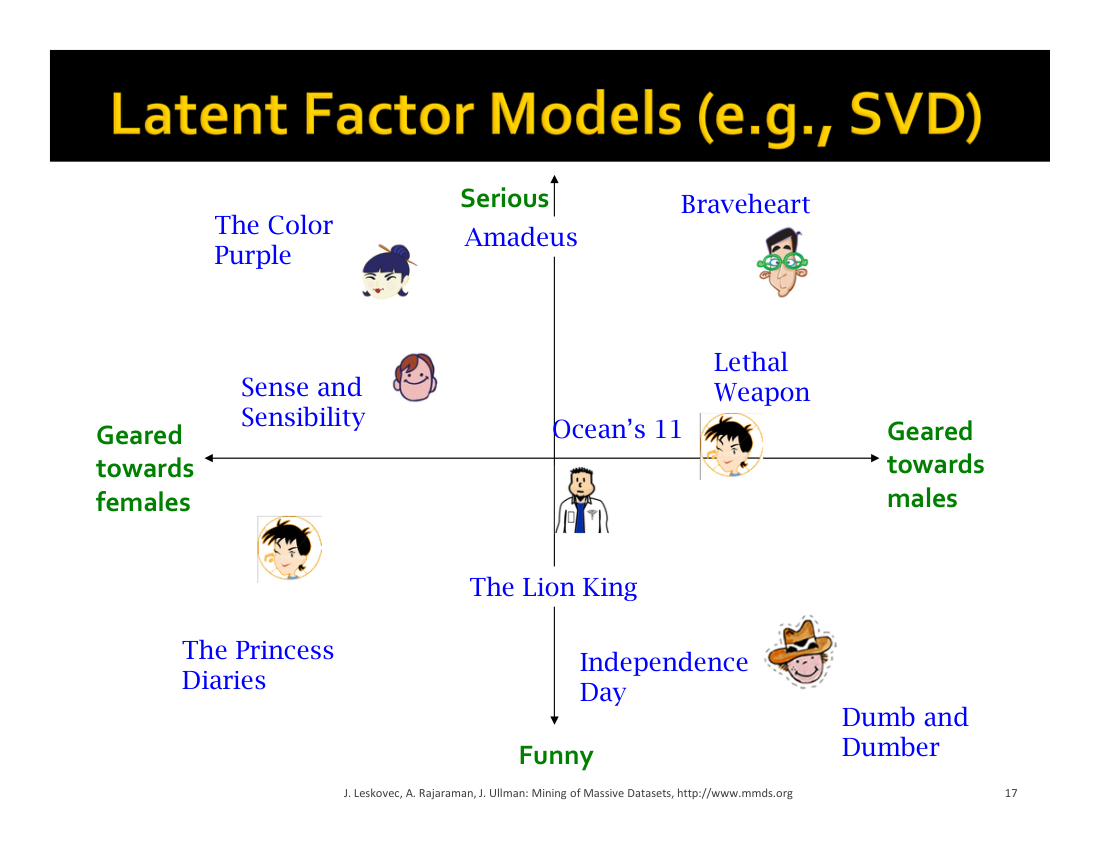 Latent Factor Models (e.g., SVD)
Serious
Braveheart
The Color
Purple
Amadeus
Lethal
Weapon
Sense and
Sensibility
Ocean’s 11
Geared
towards
females
Geared
towards
males
The Lion King
The Princess
Diaries
Independence
Day
Dumb and
Dumber
Funny
J. Leskovec, A. Rajaraman, J. Ullman: Mining of Massive Datasets, http://www.mmds.org
17